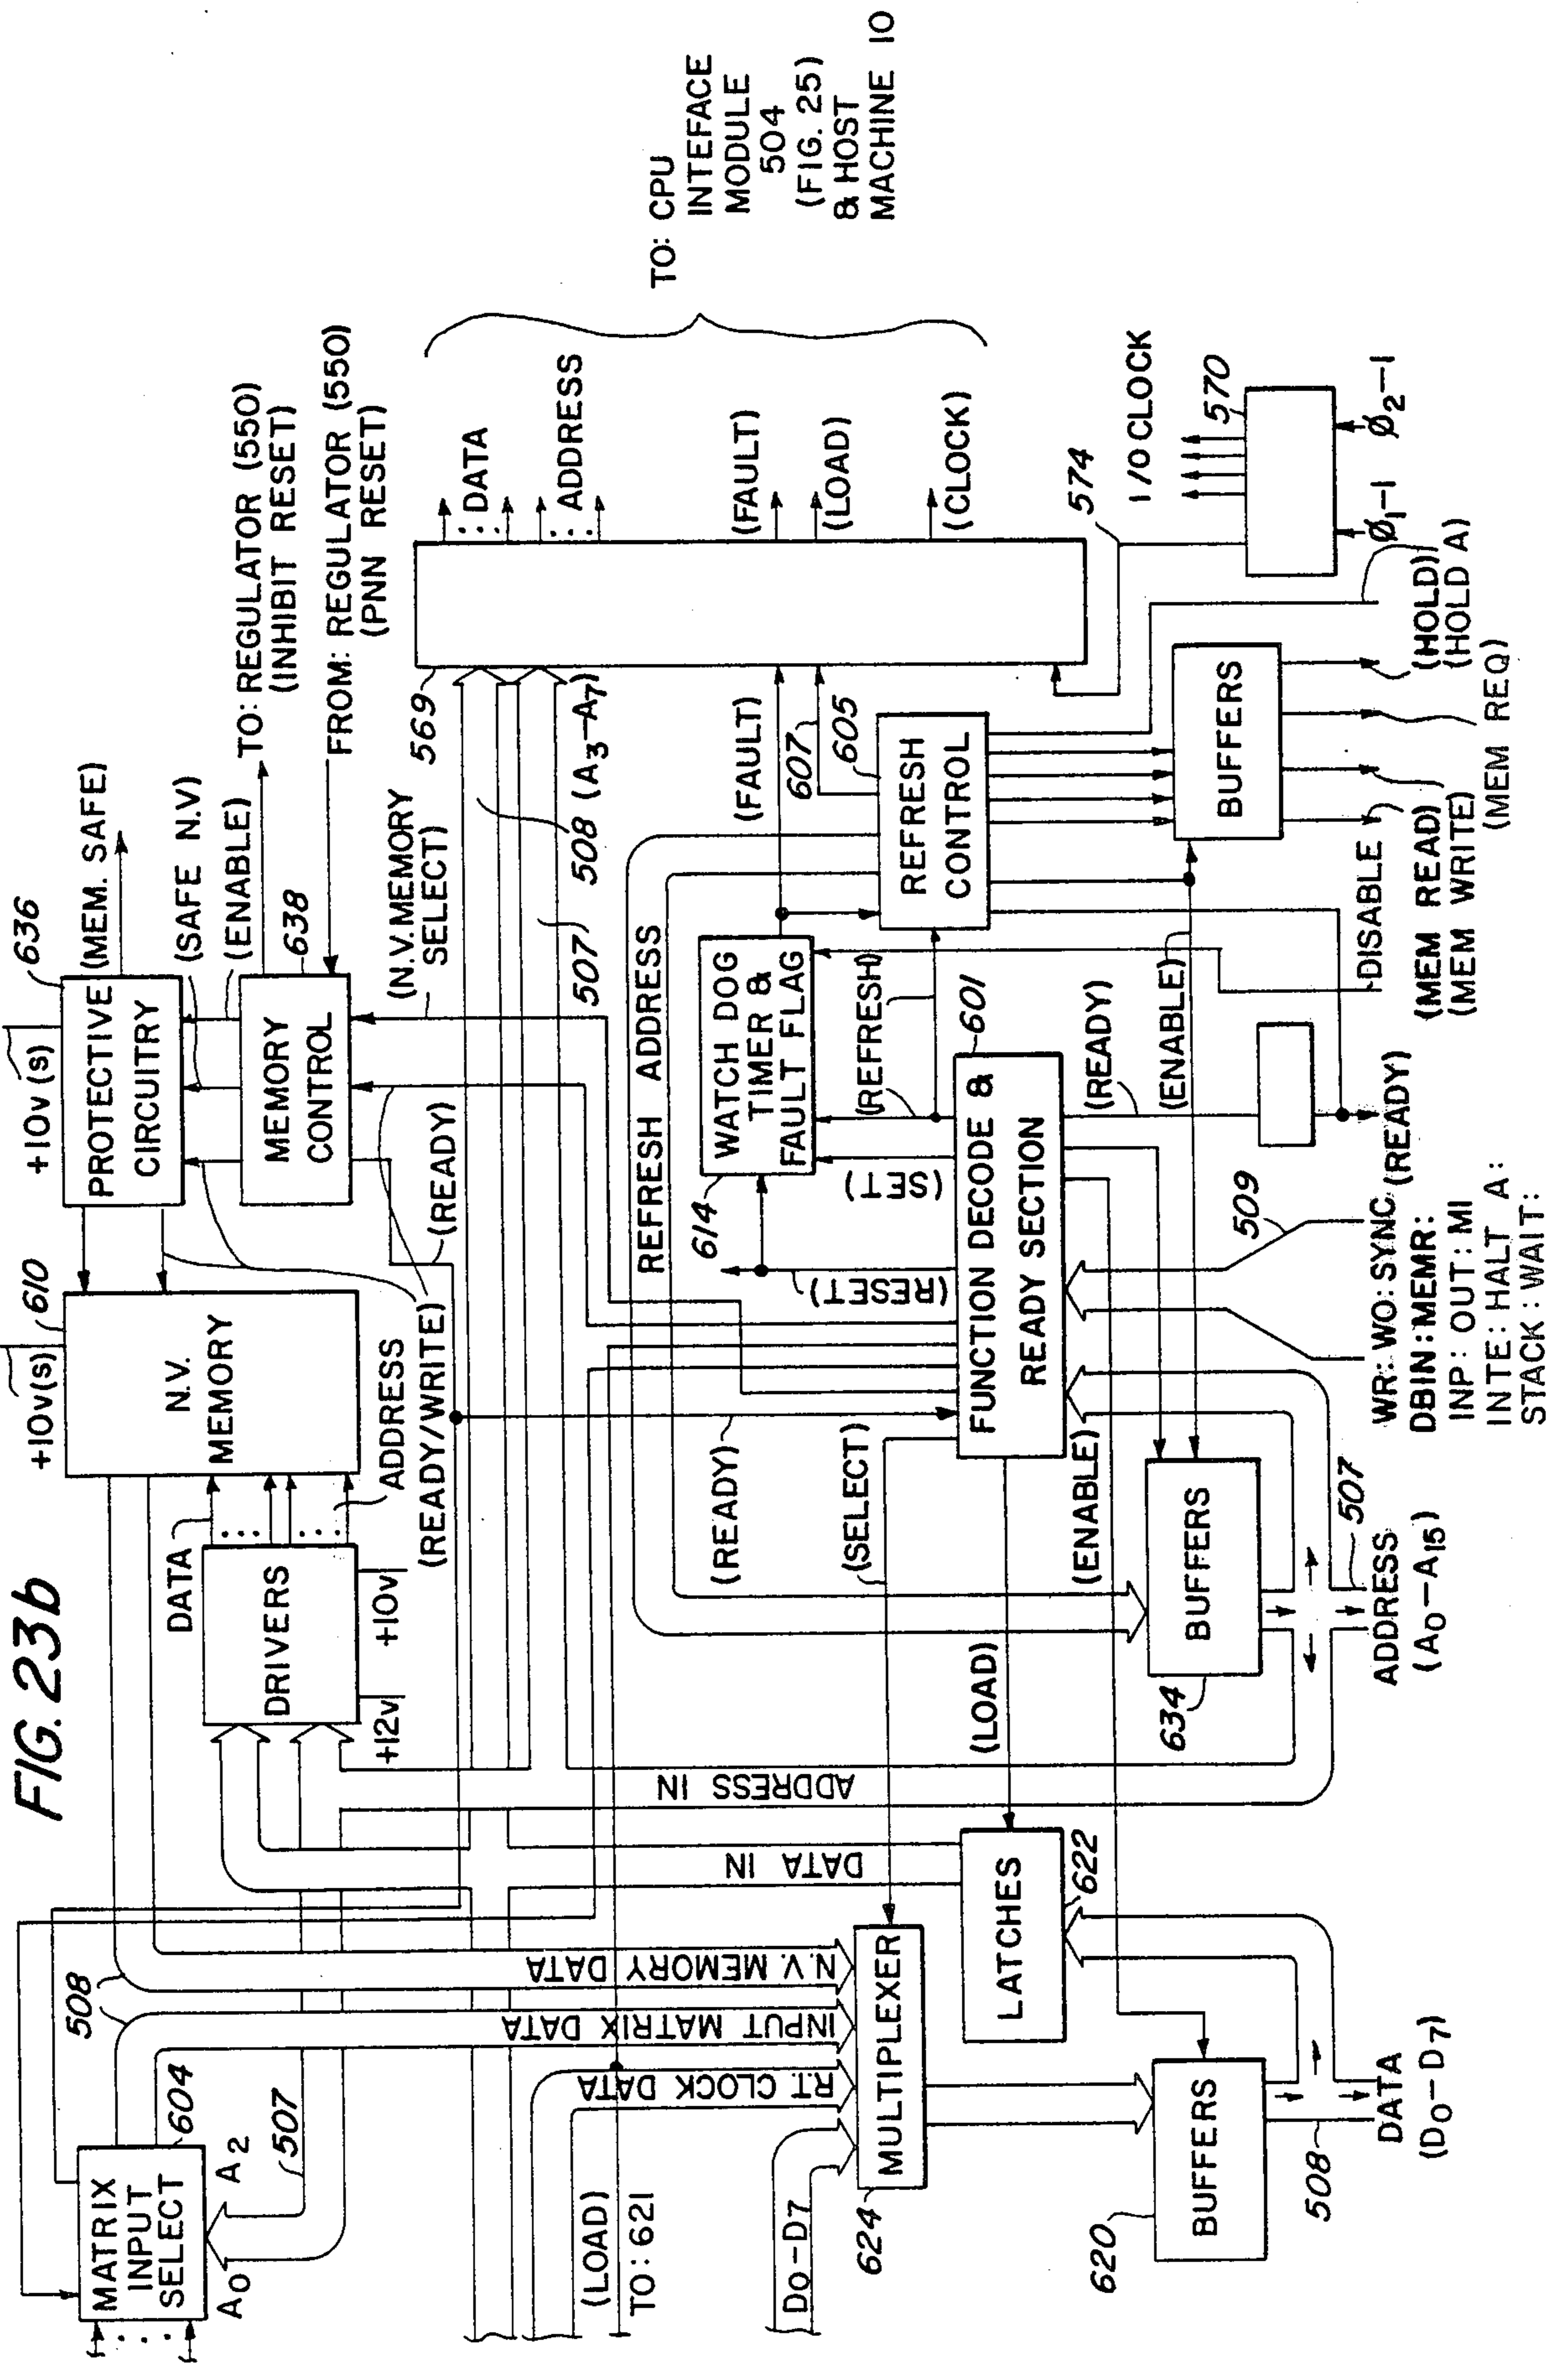 FIG. 23b
MATRIX
INPUT
SELECT
604
A0
A2
507
508
+10v(s)
610
N.V.
MEMORY
DATA
DRIVERS
+12v
+10v
ADDRESS
(READY/WRITE)
+10v(s)
636
PROTECTIVE
CIRCUITRY
(MEM. SAFE)
(SAFE N.V)
(ENABLE)
638
MEMORY
CONTROL
(READY)
TO: REGULATOR (550)
(INHIBIT RESET)
FROM: REGULATOR (550)
(PNN RESET)
(N.V. MEMORY
SELECT)
569
508 (A3-A7)
507
DATA
ADDRESS
(FAULT)
(LOAD)
(CLOCK)
TO: CPU
INTEFACE
MODULE
504
(FIG. 25)
& HOST
MACHINE 10
(LOAD)
TO: 621
D0-D7
R.T. CLOCK DATA
INPUT MATRIX DATA
N.V. MEMORY DATA
DATA IN
ADDRESS IN
REFRESH ADDRESS
614
WATCH DOG
TIMER &
FAULT FLAG
(FAULT)
607
605
REFRESH
CONTROL
(REFRESH)
(SET)
(RESET)
(READY)
(SELECT)
601
FUNCTION DECODE &
READY SECTION
(LOAD)
(ENABLE)
(READY)
(ENABLE)
574
I/O CLOCK
570
Ø1-1
Ø2-1
624
MULTIPLEXER
LATCHES
622
620
BUFFERS
508
DATA
(D0-D7)
634
BUFFERS
507
ADDRESS
(A0-A15)
509
WR: WO: SYNC
DBIN: MEMR:
INP: OUT: MI
INTE: HALT A:
STACK: WAIT:
(READY)
BUFFERS
DISABLE
(MEM READ)
(MEM WRITE)
(MEM REQ)
(HOLD)
(HOLD A)